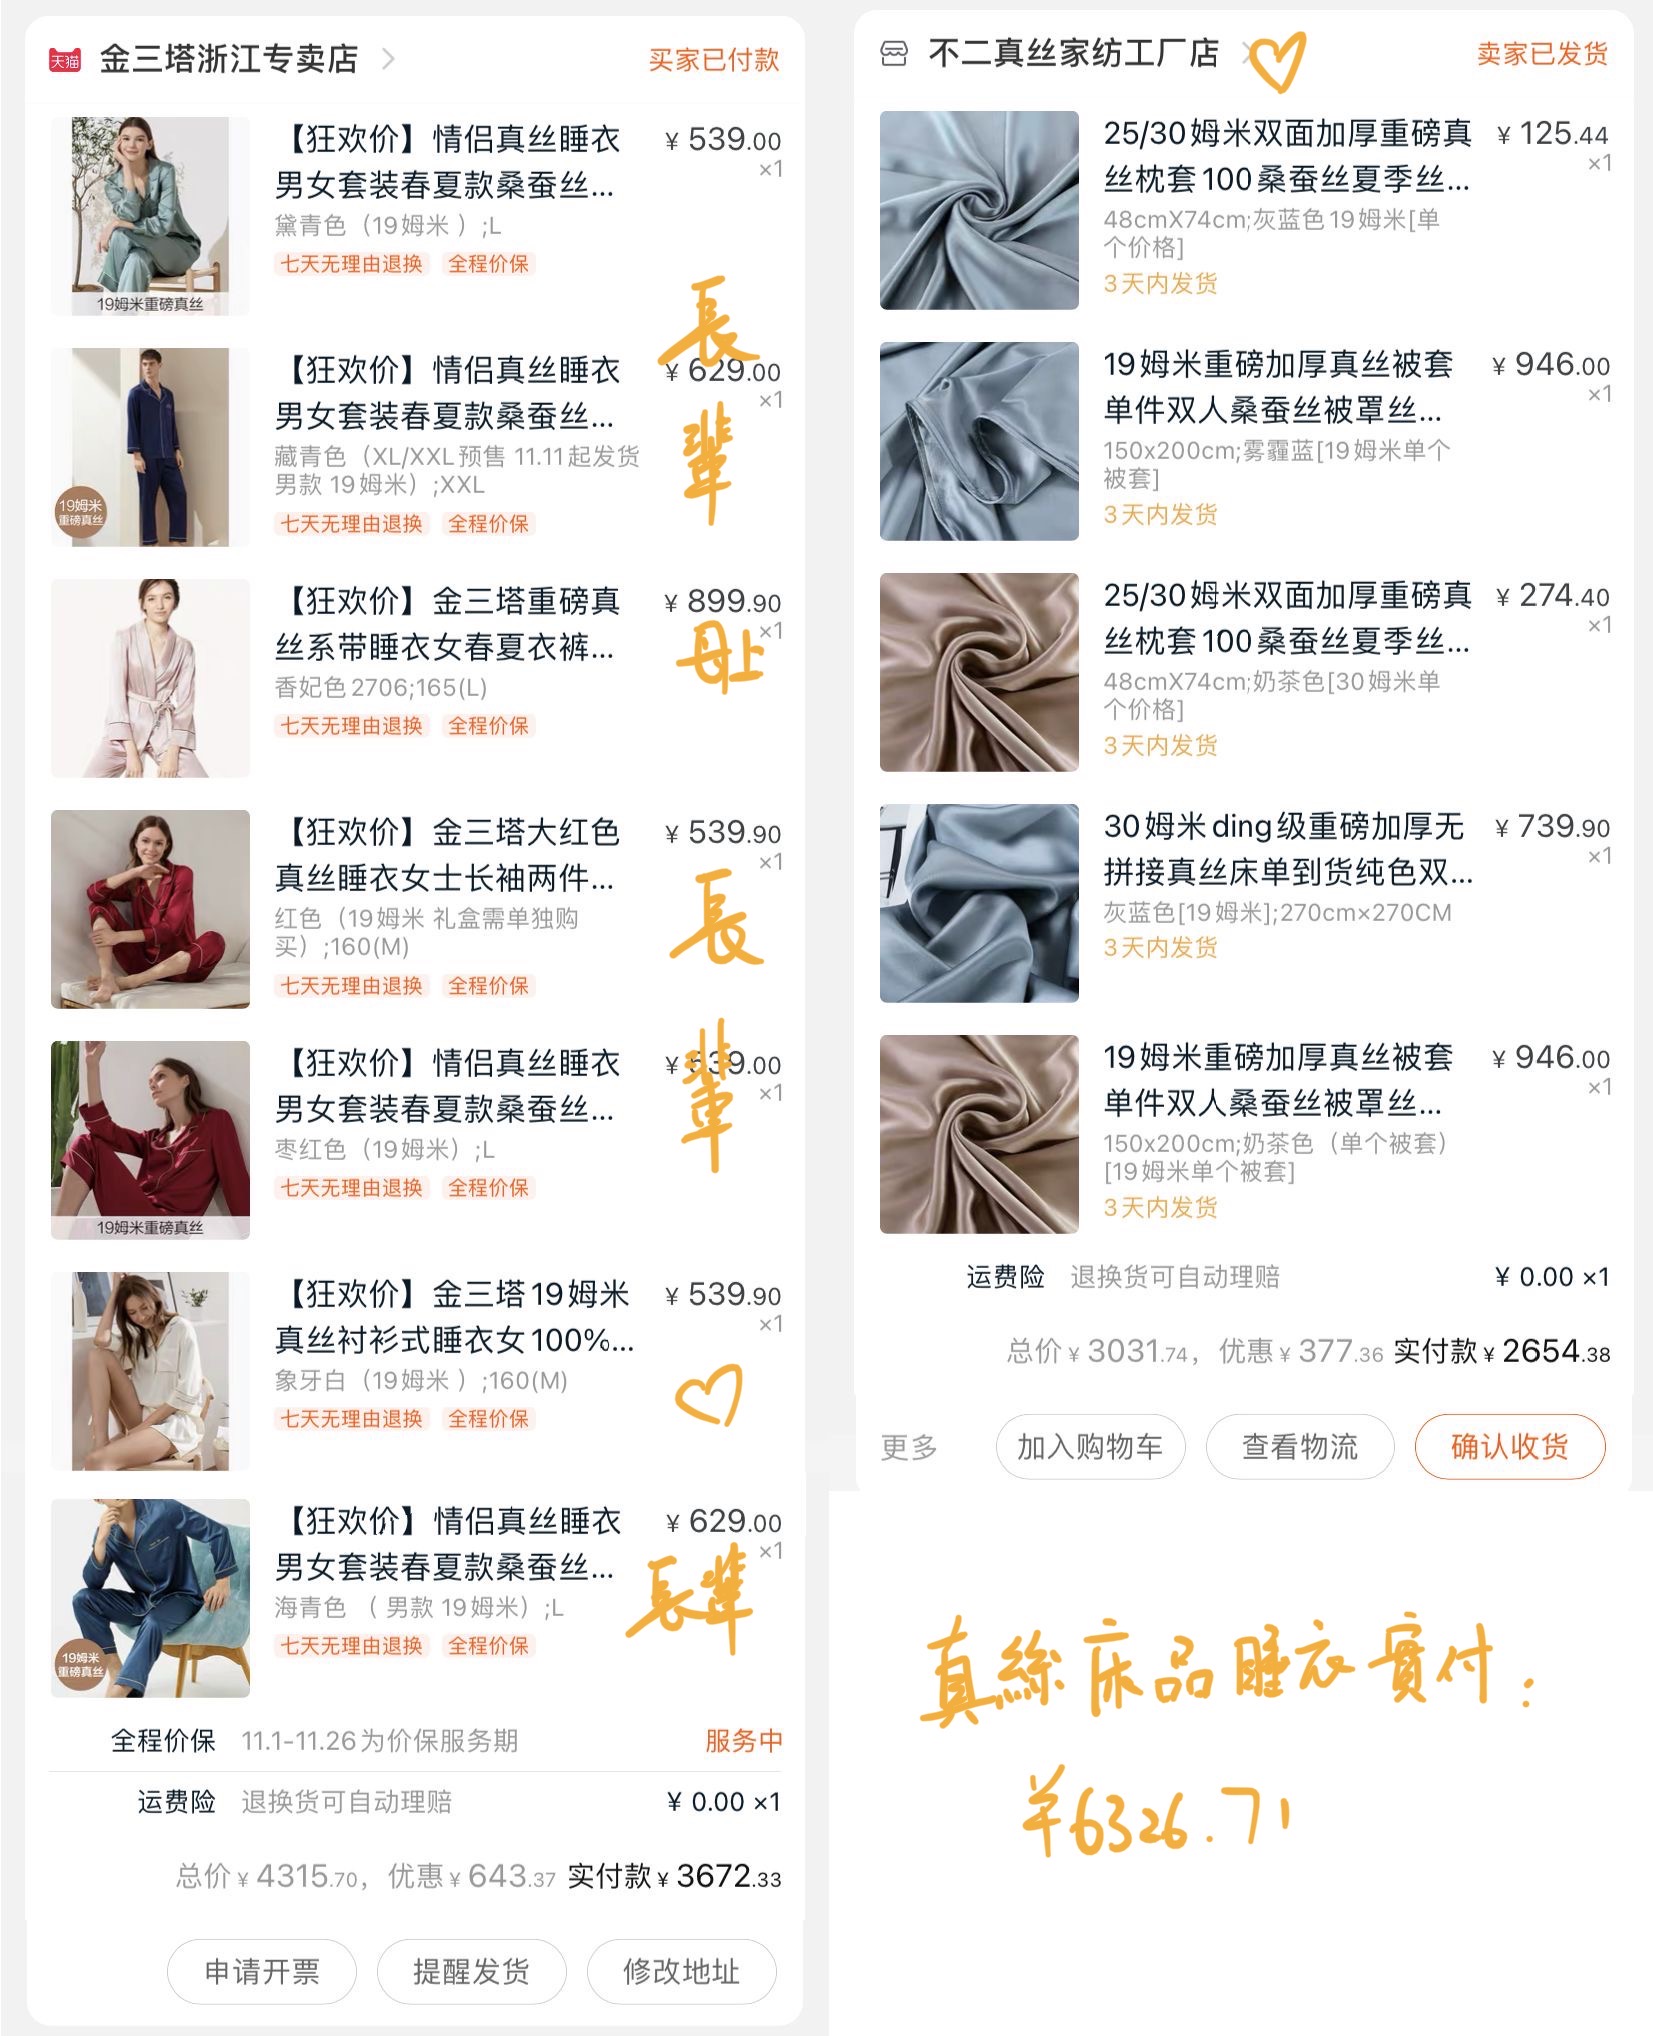 天猫 金三塔浙江专卖店 买家已付款
【狂欢价】情侣真丝睡衣 ¥ 539.00
男女套装春夏款桑蚕丝... ×1
黛青色（19姆米 ）;L
七天无理由退换 全程价保
19姆米重磅真丝
長
【狂欢价】情侣真丝睡衣 ¥ 629.00
男女套装春夏款桑蚕丝... ×1
輩
藏青色（XL/XXL预售 11.11起发货
男款 19姆米）;XXL
19姆米
重磅真丝
七天无理由退换 全程价保
【狂欢价】金三塔重磅真 ¥ 899.90
丝系带睡衣女春夏衣裤... ×1
母上
香妃色2706;165(L)
七天无理由退换 全程价保
【狂欢价】金三塔大红色 ¥ 539.90
真丝睡衣女士长袖两件... ×1
長
红色（19姆米 礼盒需单独购
买）;160(M)
七天无理由退换 全程价保
【狂欢价】情侣真丝睡衣 ¥ 539.00
男女套装春夏款桑蚕丝... ×1
輩
枣红色（19姆米）;L
七天无理由退换 全程价保
19姆米重磅真丝
【狂欢价】金三塔19姆米 ¥ 539.90
真丝衬衫式睡衣女100%... ×1
象牙白（19姆米 ）;160(M)
七天无理由退换 全程价保
【狂欢价】情侣真丝睡衣 ¥ 629.00
男女套装春夏款桑蚕丝... ×1
長輩
海青色 （ 男款 19姆米）;L
七天无理由退换 全程价保
19姆米
重磅真丝
全程价保 11.1-11.26为价保服务期 服务中
运费险 退换货可自动理赔 ¥ 0.00 ×1
总价 ¥ 4315.70，优惠 ¥ 643.37 实付款 ¥ 3672.33
申请开票 提醒发货 修改地址
不二真丝家纺工厂店 卖家已发货
25/30姆米双面加厚重磅真 ¥ 125.44
丝枕套100桑蚕丝夏季丝... ×1
48cmX74cm;灰蓝色19姆米[单
个价格]
3天内发货
19姆米重磅加厚真丝被套 ¥ 946.00
单件双人桑蚕丝被罩丝... ×1
150x200cm;雾霾蓝[19姆米单个
被套]
3天内发货
25/30姆米双面加厚重磅真 ¥ 274.40
丝枕套100桑蚕丝夏季丝... ×1
48cmX74cm;奶茶色[30姆米单
个价格]
3天内发货
30姆米ding级重磅加厚无 ¥ 739.90
拼接真丝床单到货纯色双... ×1
灰蓝色[19姆米];270cm×270CM
3天内发货
19姆米重磅加厚真丝被套 ¥ 946.00
单件双人桑蚕丝被罩丝... ×1
150x200cm;奶茶色（单个被套）
[19姆米单个被套]
3天内发货
运费险 退换货可自动理赔 ¥ 0.00 ×1
总价 ¥ 3031.74，优惠 ¥ 377.36 实付款 ¥ 2654.38
更多 加入购物车 查看物流 确认收货
真絲床品睡衣實付：
¥6326.71